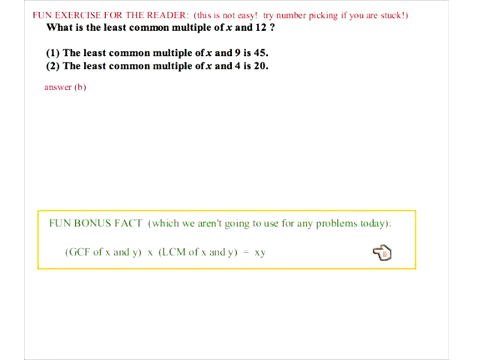 FUN EXERCISE FOR THE READER: (this is not easy! try number picking if you are stuck!)
What is the least common multiple of x and 12 ?
(1) The least common multiple of x and 9 is 45.
(2) The least common multiple of x and 4 is 20.
answer (b)
FUN BONUS FACT (which we aren't going to use for any problems today):
(GCF of x and y) x (LCM of x and y) = xy